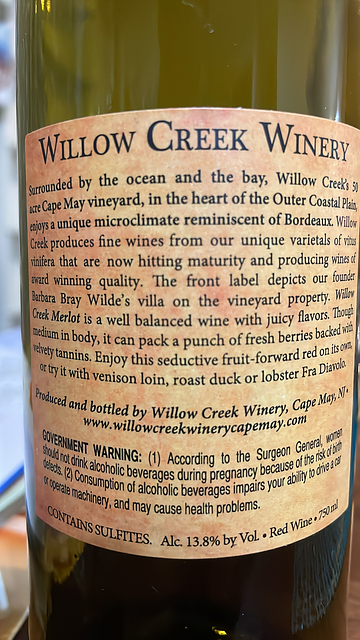 WILLOW CREEK WINERY
Surrounded by the ocean and the bay, Willow Creek's 50
acre Cape May vineyard, in the heart of the Outer Coastal Plain,
enjoys a unique microclimate reminiscent of Bordeaux. Willow
Creek produces fine wines from our unique varietals of vitus
vitifera that are now hitting maturity and producing wines of
award winning quality. The front label depicts our founder
Barbara Bray Wilde's villa on the vineyard property. Willow
Creek Merlot is a well balanced wine with juicy flavors. Though
medium in body, it can pack a punch of fresh berries backed with
velvety tannins. Enjoy this seductive fruit-forward red on its own,
or try it with venison loin, roast duck or lobster Fra Diavolo.
Produced and bottled by Willow Creek Winery, Cape May, NJ •
www.willowcreekwinerycapemay.com
GOVERNMENT WARNING: (1) According to the Surgeon General, women
should not drink alcoholic beverages during pregnancy because of the risk of birth
defects. (2) Consumption of alcoholic beverages impairs your ability to drive a car
or operate machinery, and may cause health problems.
CONTAINS SULFITES. Alc. 13.8% by Vol. • Red Wine • 750 ml